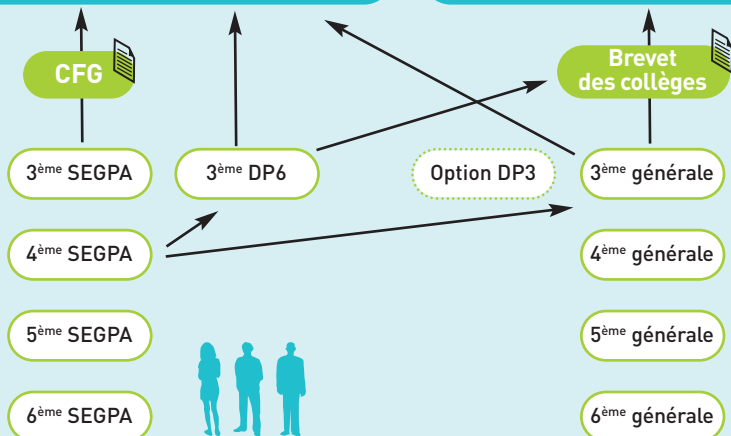 CFG
Brevet
des collèges
3ème SEGPA
3ème DP6
Option DP3
3ème générale
4ème SEGPA
4ème générale
5ème SEGPA
5ème générale
6ème SEGPA
6ème générale